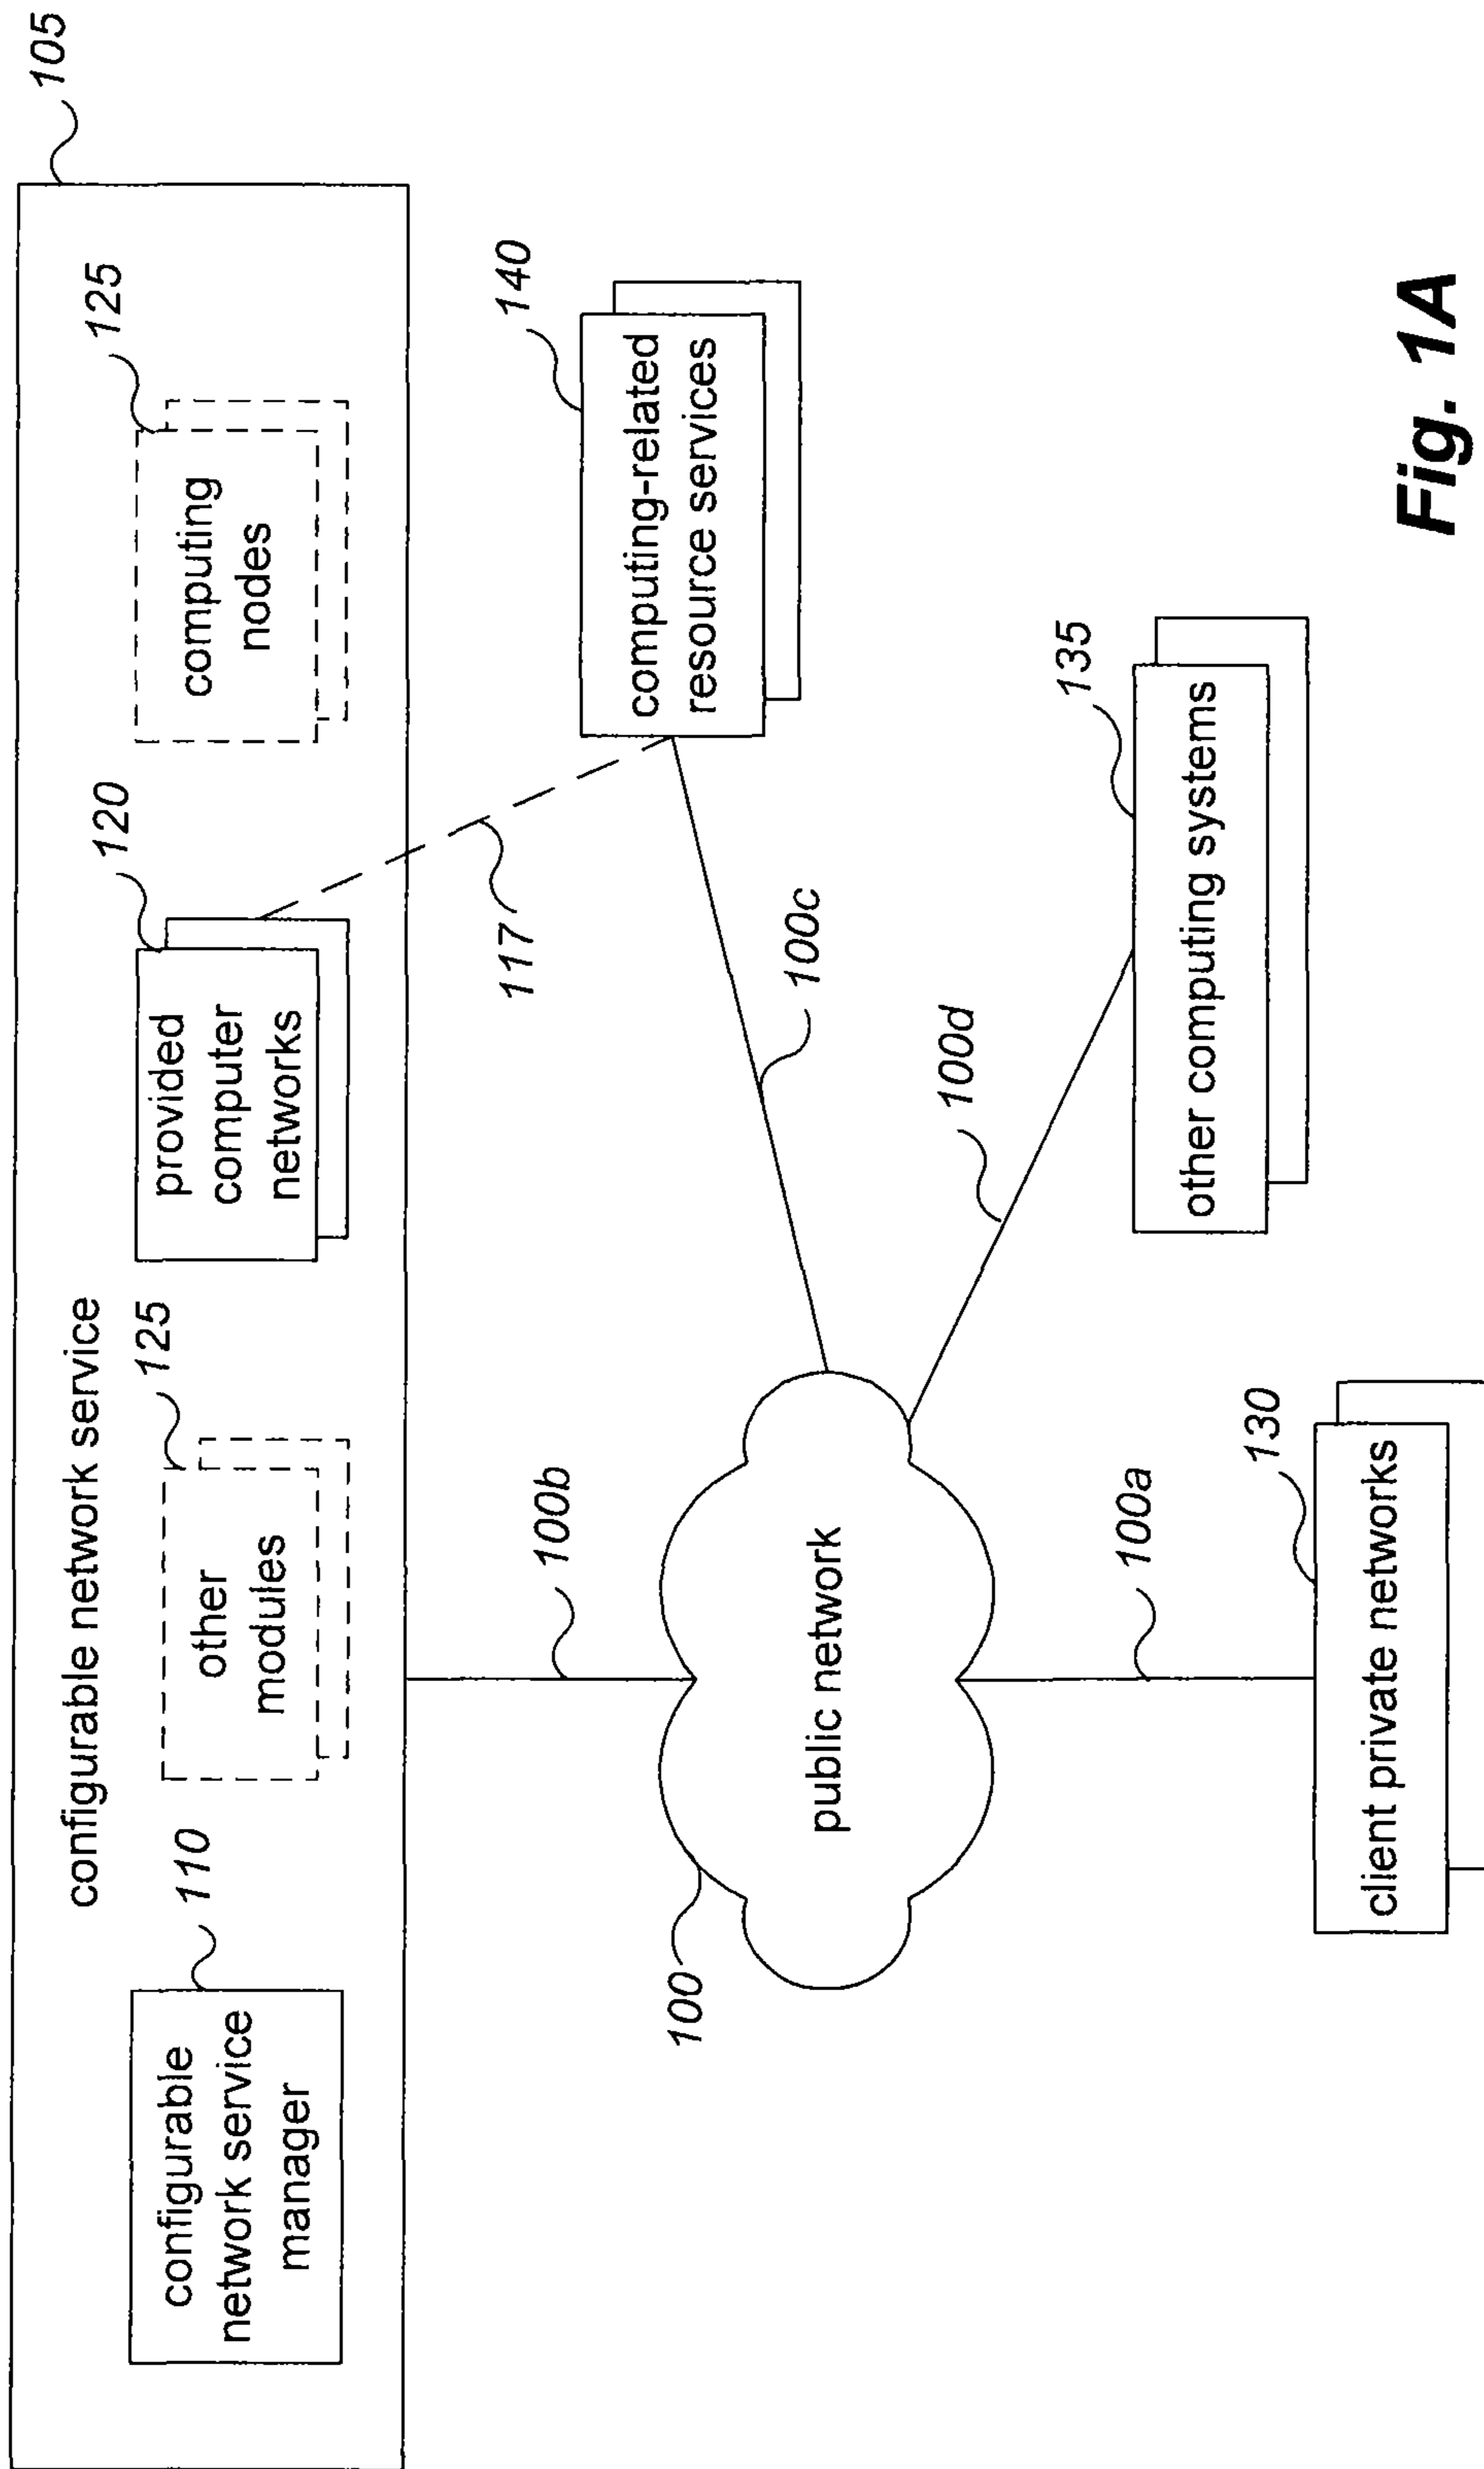 105
configurable network service
110
125
120
125
configurable
network service
manager
other
modules
provided
computer
networks
computing
nodes
117
140
computing-related
resource services
100b
100c
100
public network
100d
135
other computing systems
100a
130
client private networks
Fig. 1A